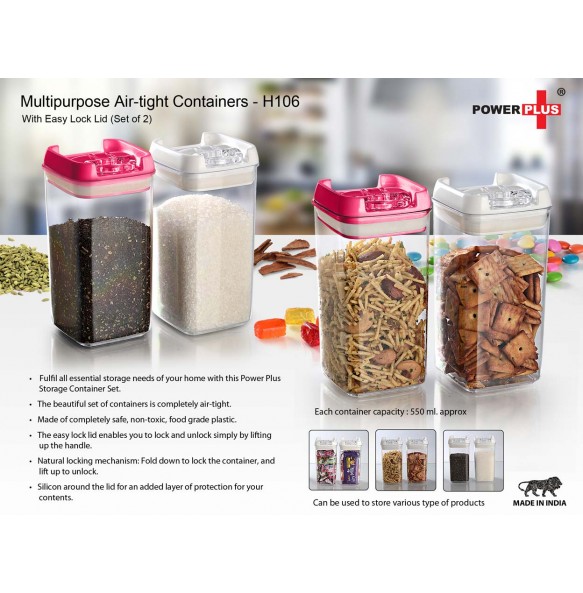 Multipurpose Air-tight Containers - H106
With Easy Lock Lid (Set of 2)
POWER PLUS ®
• Fulfil all essential storage needs of your home with this Power Plus
Storage Container Set.
• The beautiful set of containers is completely air-tight.
• Made of completely safe, non-toxic, food grade plastic.
• The easy lock lid enables you to lock and unlock simply by lifting
up the handle.
• Natural locking mechanism: Fold down to lock the container, and
lift up to unlock.
• Silicon around the lid for an added layer of protection for your
contents.
Each container capacity : 550 ml. approx
Can be used to store various type of products
MADE IN INDIA